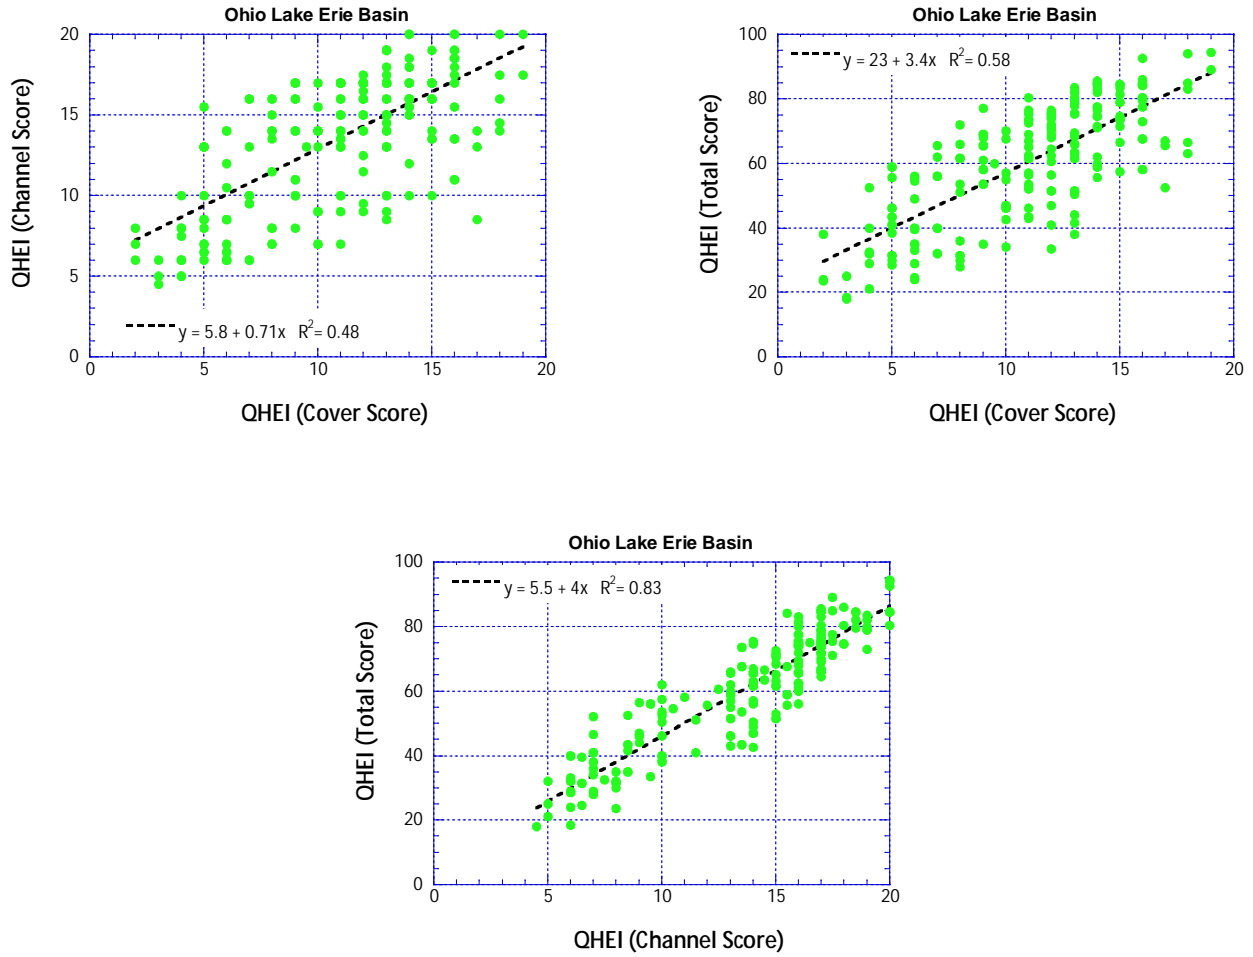 Ohio Lake Erie Basin
QHEI (Channel Score)
20
15
10
5
0
y = 5.8 + 0.71x R²= 0.48
0 5 10 15 20
QHEI (Cover Score)
Ohio Lake Erie Basin
QHEI (Total Score)
100
80
60
40
20
0
y = 23 + 3.4x R²= 0.58
0 5 10 15 20
QHEI (Cover Score)
Ohio Lake Erie Basin
QHEI (Total Score)
100
80
60
40
20
0
y = 5.5 + 4x R²= 0.83
0 5 10 15 20
QHEI (Channel Score)